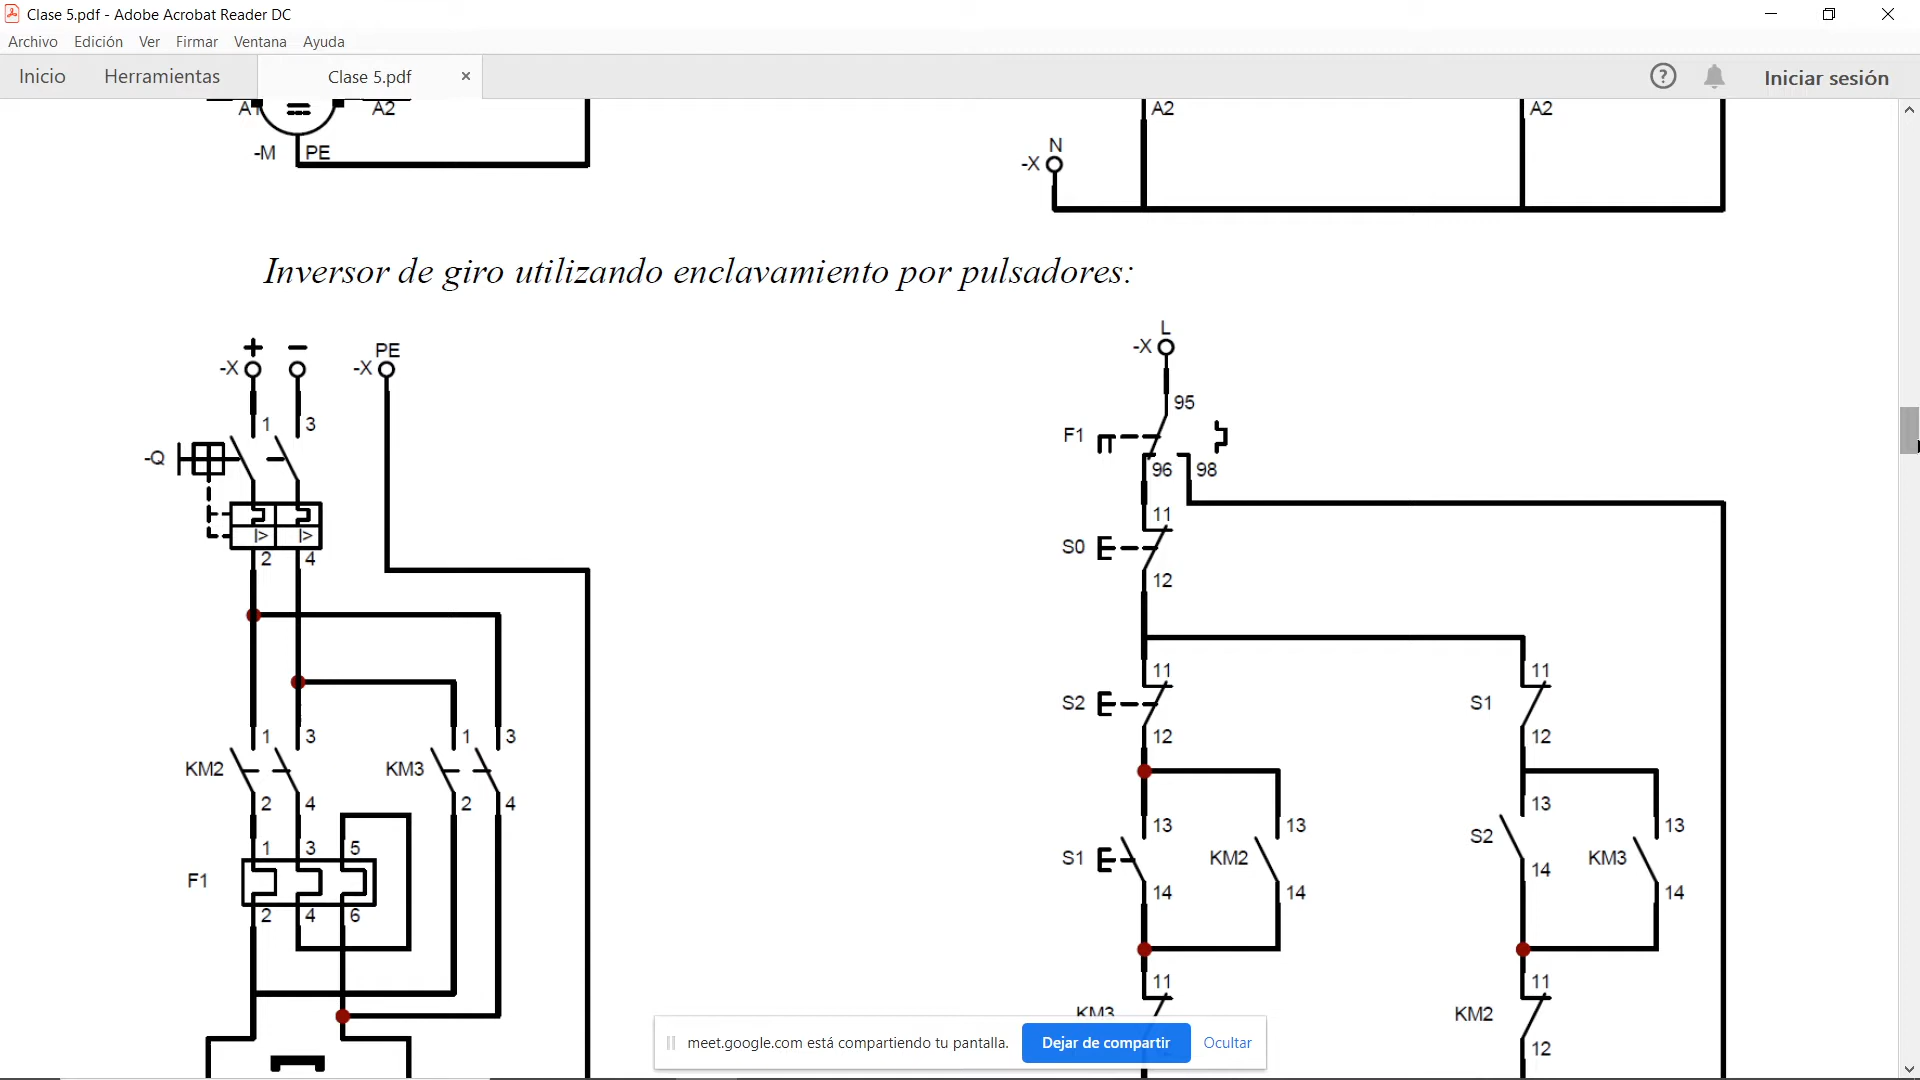 Clase 5.pdf - Adobe Acrobat Reader DC
Archivo Edición Ver Firmar Ventana Ayuda
Inicio Herramientas Clase 5.pdf × ? Iniciar sesión
A1 A2 A2 A2
-M PE
N
-X
Inversor de giro utilizando enclavamiento por pulsadores:
L
+ − PE
-X -X -X
95
1 3
F1
-Q
96 98
11
I> I>
S0
2 4
12
11 11
S2 S1
1 3 1 3 12 12
KM2 KM3
2 4 2 4 13
13 13 13
S2
1 3 5
S1 KM2 KM3
14
F1
14 14 14
2 4 6
11 11
KM3 KM2
meet.google.com está compartiendo tu pantalla. Dejar de compartir Ocultar
12